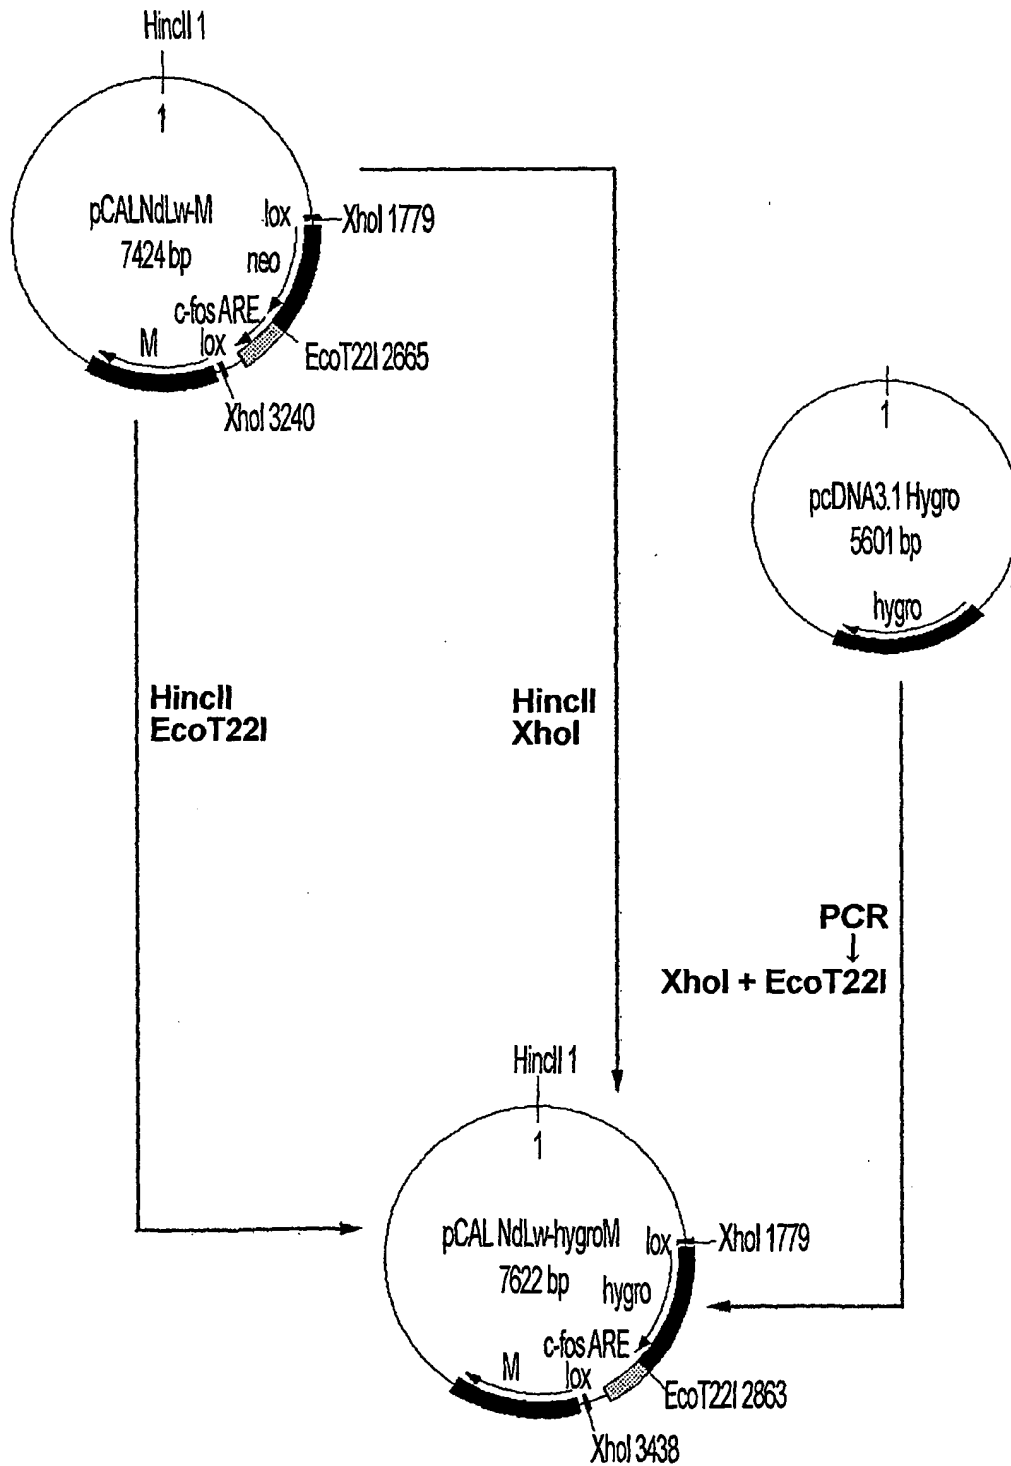 HincII 1
1
pCALNdLw-M
7424 bp
lox
XhoI 1779
neo
c-fos ARE
lox
M
EcoT22I 2665
XhoI 3240
1
pcDNA3.1 Hygro
5601 bp
hygro
HincII
EcoT22I
HincII
XhoI
PCR
↓
XhoI + EcoT22I
HincII 1
1
pCALNdLw-hygroM
7622 bp
lox
XhoI 1779
hygro
c-fos ARE
lox
M
EcoT22I 2863
XhoI 3438